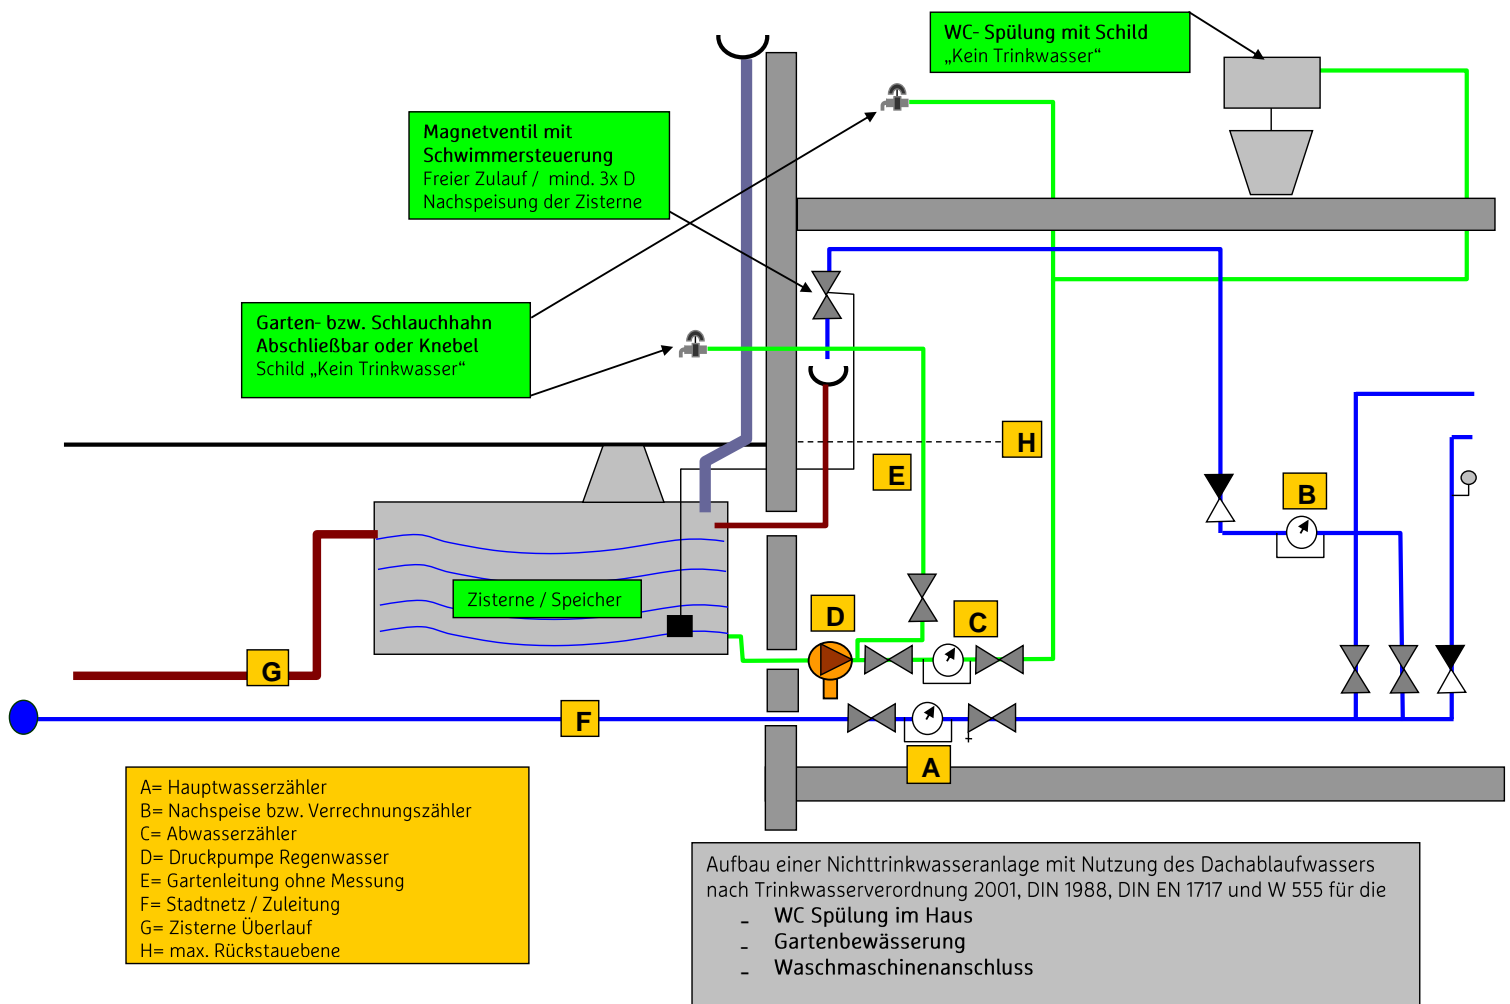 WC- Spülung mit Schild
„Kein Trinkwasser“
Magnetventil mit
Schwimmersteuerung
Freier Zulauf / mind. 3x D
Nachspeisung der Zisterne
Garten- bzw. Schlauchhahn
Abschließbar oder Knebel
Schild „Kein Trinkwasser“
H
E
B
Zisterne / Speicher
D
C
G
F
A
A= Hauptwasserzähler
B= Nachspeise bzw. Verrechnungszähler
C= Abwasserzähler
D= Druckpumpe Regenwasser
E= Gartenleitung ohne Messung
F= Stadtnetz / Zuleitung
G= Zisterne Überlauf
H= max. Rückstauebene
Aufbau einer Nichttrinkwasseranlage mit Nutzung des Dachablaufwassers
nach Trinkwasserverordnung 2001, DIN 1988, DIN EN 1717 und W 555 für die
- WC Spülung im Haus
- Gartenbewässerung
- Waschmaschinenanschluss